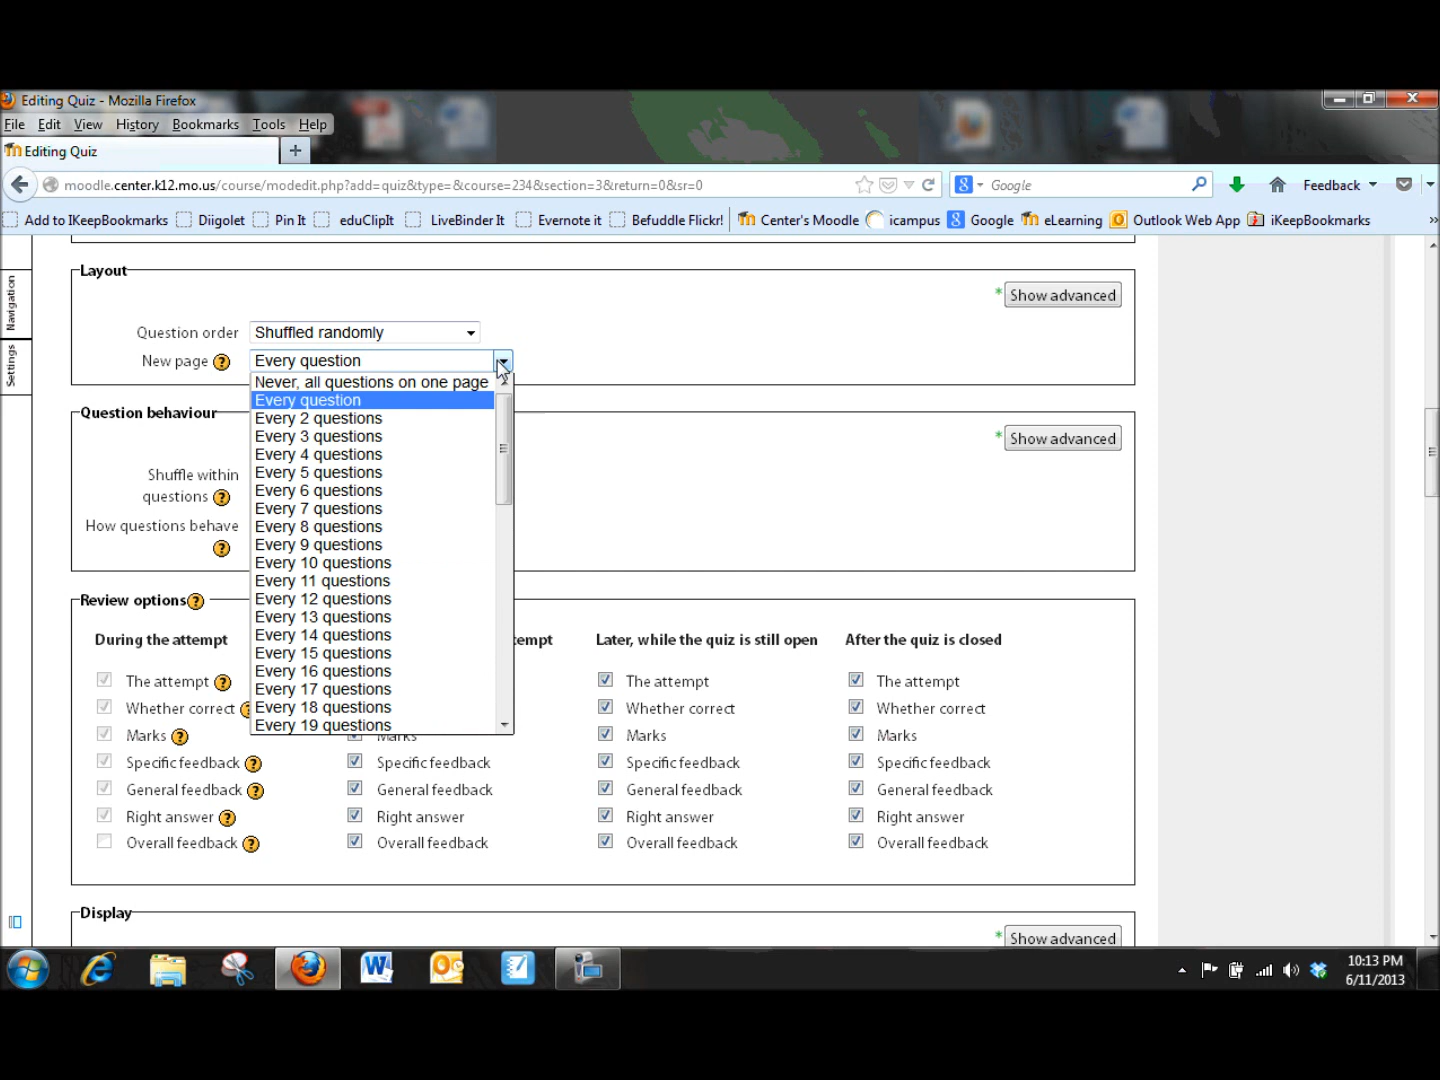 Editing Quiz - Mozilla Firefox
File Edit View History Bookmarks Tools Help
Editing Quiz
moodle.center.k12.mo.us/course/modedit.php?add=quiz&type=&course=234&section=3&return=0&sr=0
Google
Feedback
Add to IKeepBookmarks Diigolet Pin It eduClipIt LiveBinder It Evernote it Befuddle Flickr! Center's Moodle icampus Google eLearning Outlook Web App iKeepBookmarks »
Navigation
Settings
Layout
* Show advanced
Question order Shuffled randomly
New page Every question
Never, all questions on one page
Every question
Every 2 questions
Every 3 questions
Every 4 questions
Every 5 questions
Every 6 questions
Every 7 questions
Every 8 questions
Every 9 questions
Every 10 questions
Every 11 questions
Every 12 questions
Every 13 questions
Every 14 questions
Every 15 questions
Every 16 questions
Every 17 questions
Every 18 questions
Every 19 questions
Question behaviour
* Show advanced
Shuffle within
questions
How questions behave
Review options
During the attempt Later, while the quiz is still open After the quiz is closed
The attempt The attempt The attempt
Whether correct Whether correct Whether correct
Marks Marks Marks Marks
Specific feedback Specific feedback Specific feedback Specific feedback
General feedback General feedback General feedback General feedback
Right answer Right answer Right answer Right answer
Overall feedback Overall feedback Overall feedback Overall feedback
Display
* Show advanced
10:13 PM
6/11/2013